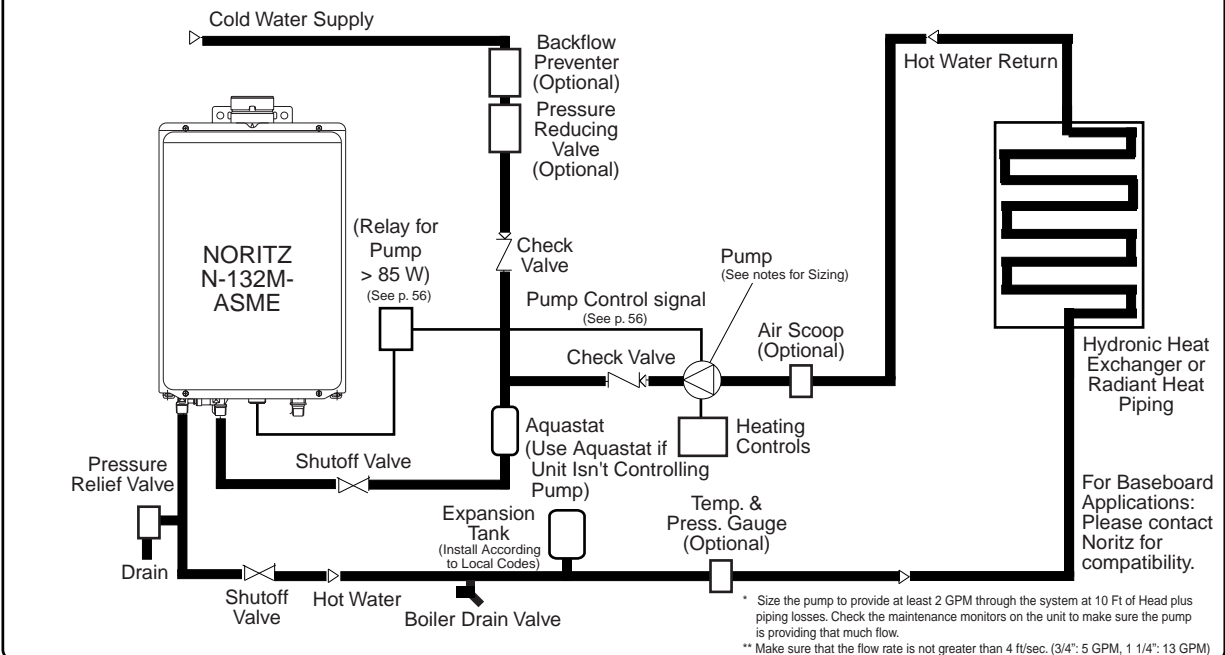 Cold Water Supply
Backflow
Preventer
(Optional)
Pressure
Reducing
Valve
(Optional)
Hot Water Return
NORITZ
N-132M-
ASME
(Relay for
Pump
> 85 W)
(See p. 56)
Check
Valve
Pump
(See notes for Sizing)
Pump Control signal
(See p. 56)
Air Scoop
(Optional)
Check Valve
Hydronic Heat
Exchanger or
Radiant Heat
Piping
Aquastat
(Use Aquastat if
Unit Isn't Controlling
Pump)
Heating
Controls
Shutoff Valve
Pressure
Relief Valve
Drain
Expansion
Tank
(Install According
to Local Codes)
Temp. &
Press. Gauge
(Optional)
For Baseboard
Applications:
Please contact
Noritz for
compatibility.
Shutoff
Valve
Hot Water
Boiler Drain Valve
* Size the pump to provide at least 2 GPM through the system at 10 Ft of Head plus
piping losses. Check the maintenance monitors on the unit to make sure the pump
is providing that much flow.
** Make sure that the flow rate is not greater than 4 ft/sec. (3/4": 5 GPM, 1 1/4": 13 GPM)